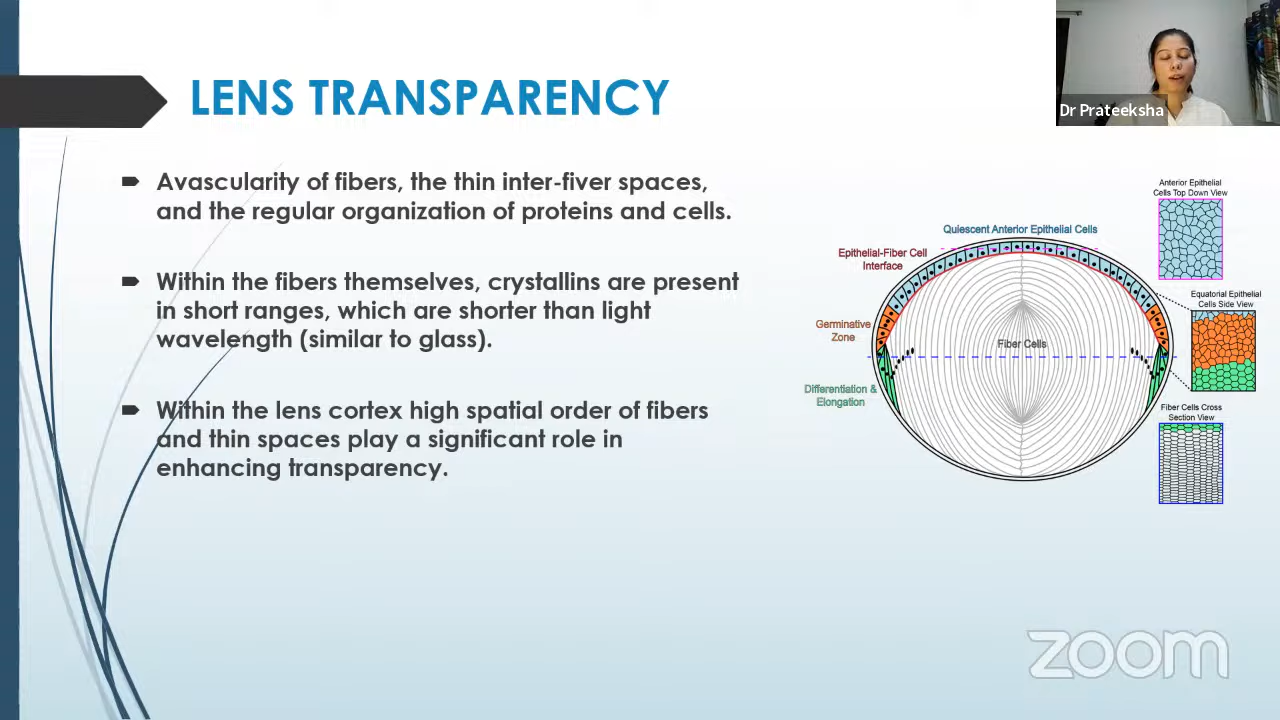 LENS TRANSPARENCY
Dr Prateeksha
Avascularity of fibers, the thin inter-fiver spaces,
and the regular organization of proteins and cells.
Within the fibers themselves, crystallins are present
in short ranges, which are shorter than light
wavelength (similar to glass).
Within the lens cortex high spatial order of fibers
and thin spaces play a significant role in
enhancing transparency.
Anterior Epithelial
Cells Top Down View
Quiescent Anterior Epithelial Cells
Epithelial-Fiber Cell
Interface
Equatorial Epithelial
Cells Side View
Germinative
Zone
Fiber Cells
Differentiation &
Elongation
Fiber Cells Cross
Section View
zoom